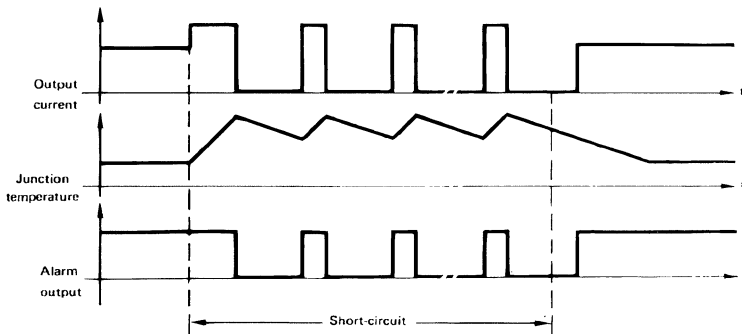 Output
current
Junction
temperature
Alarm
output
Short-circuit